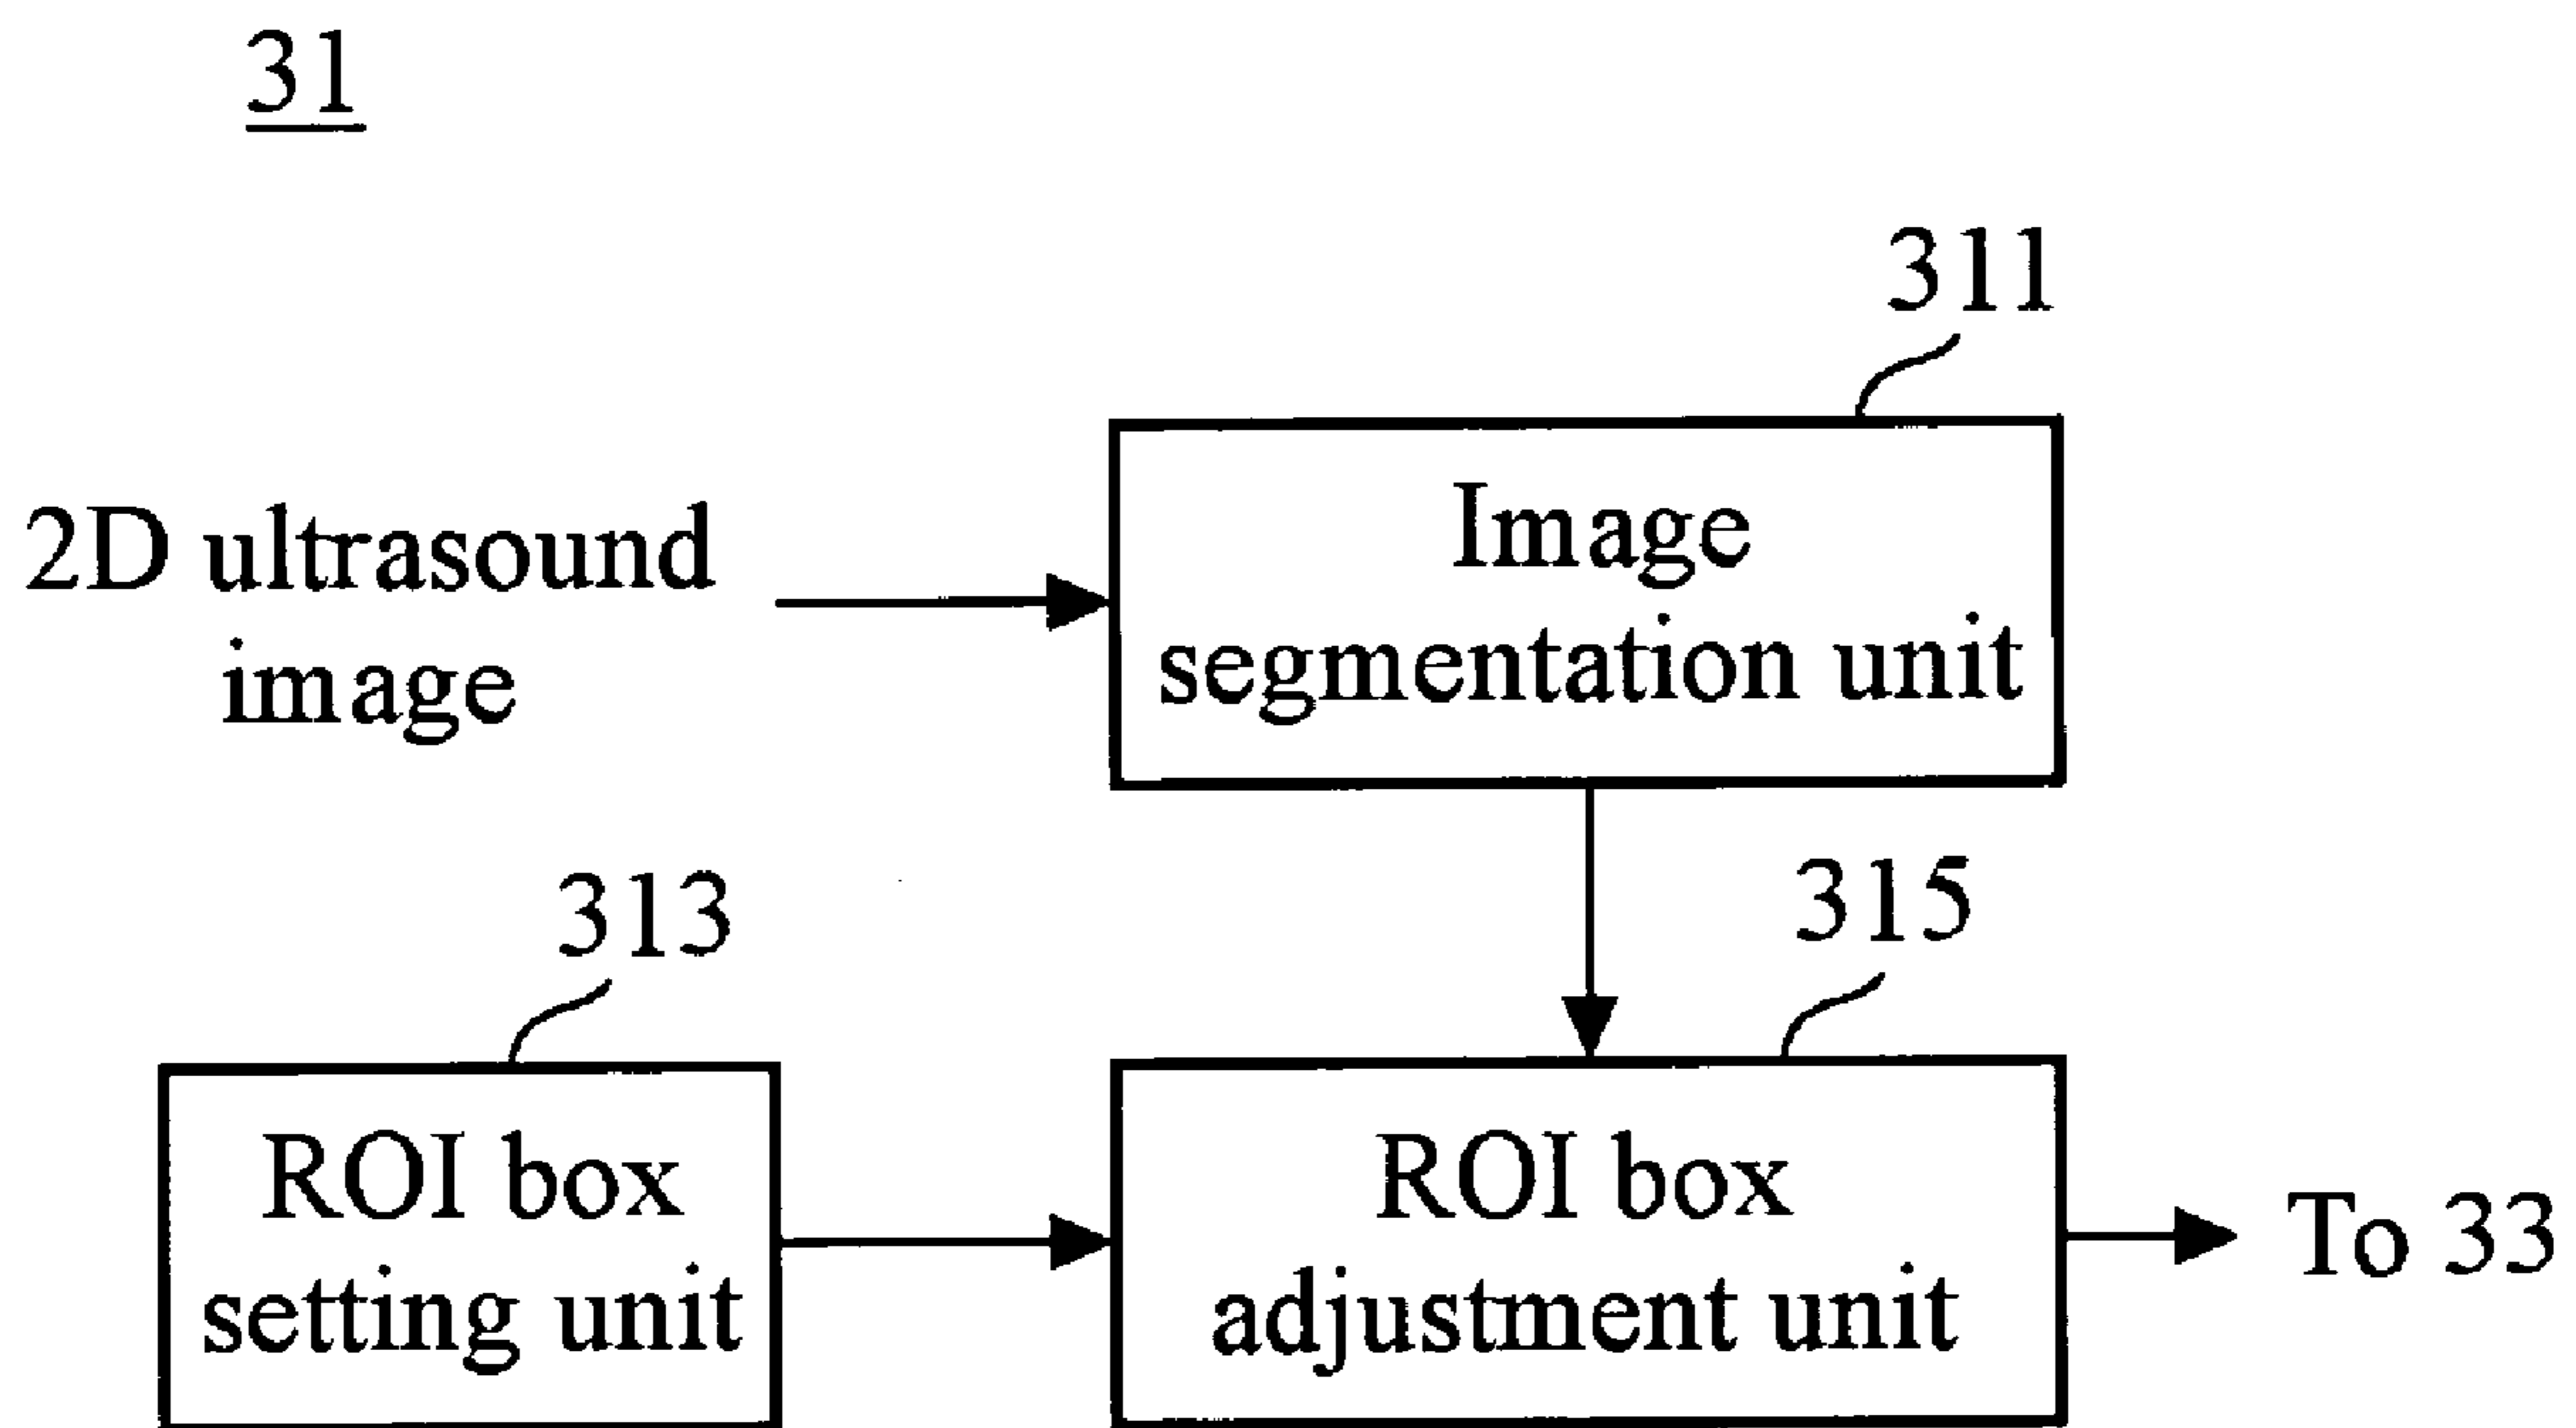 31
311
2D ultrasound
image
Image
segmentation unit
313
315
ROI box
setting unit
ROI box
adjustment unit
To 33